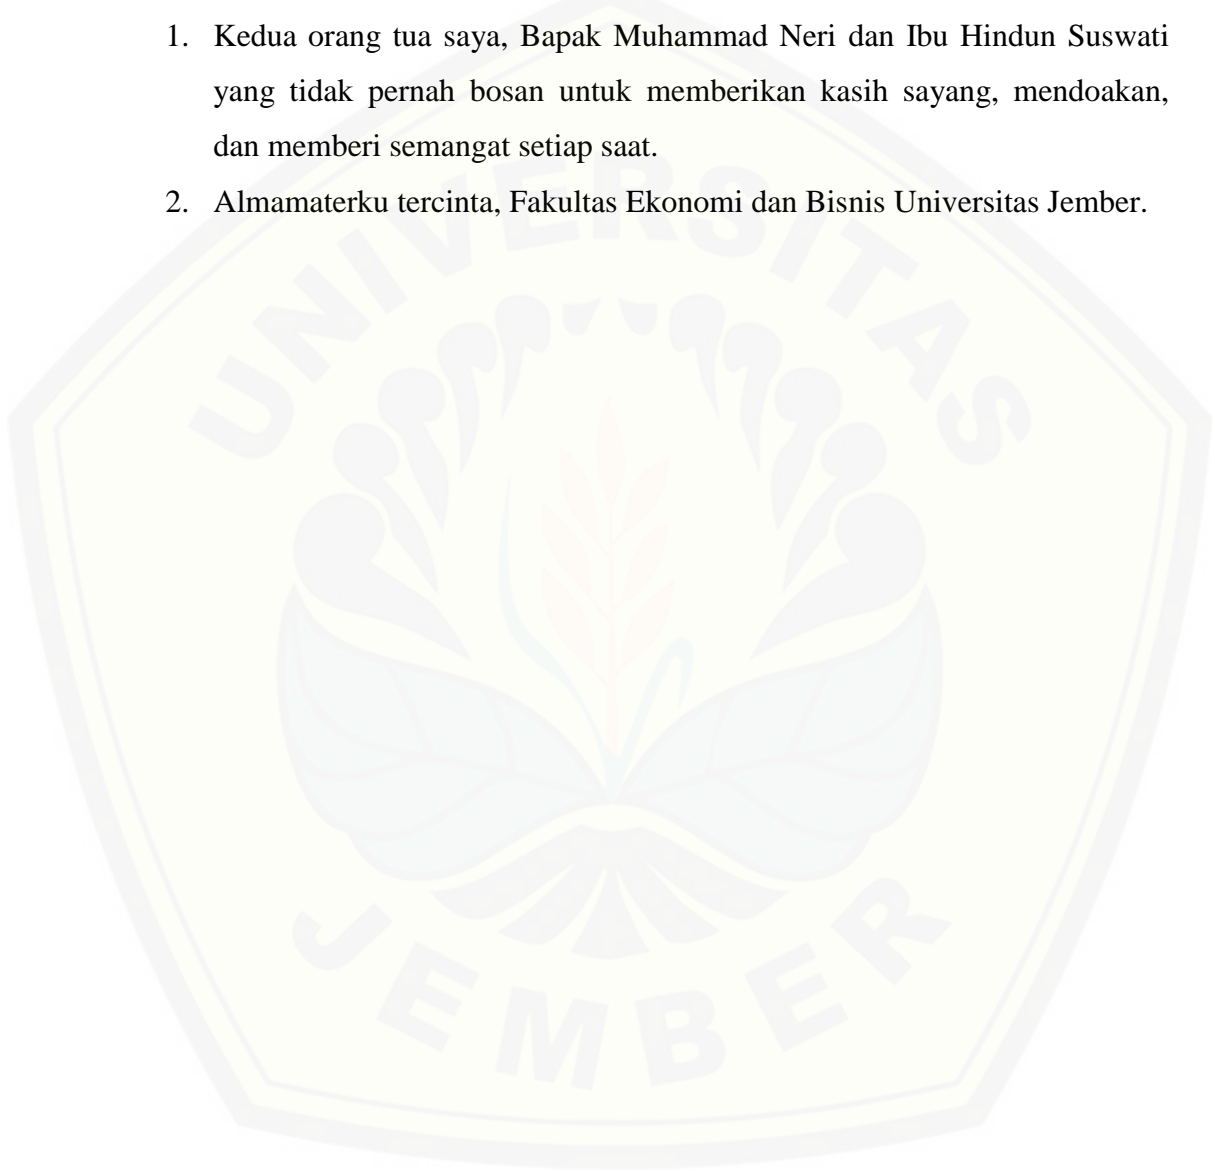 1. Kedua orang tua saya, Bapak Muhammad Neri dan Ibu Hindun Suswati
yang tidak pernah bosan untuk memberikan kasih sayang, mendoakan,
dan memberi semangat setiap saat.
2. Almamaterku tercinta, Fakultas Ekonomi dan Bisnis Universitas Jember.
UNIVERSITAS
JEMBER